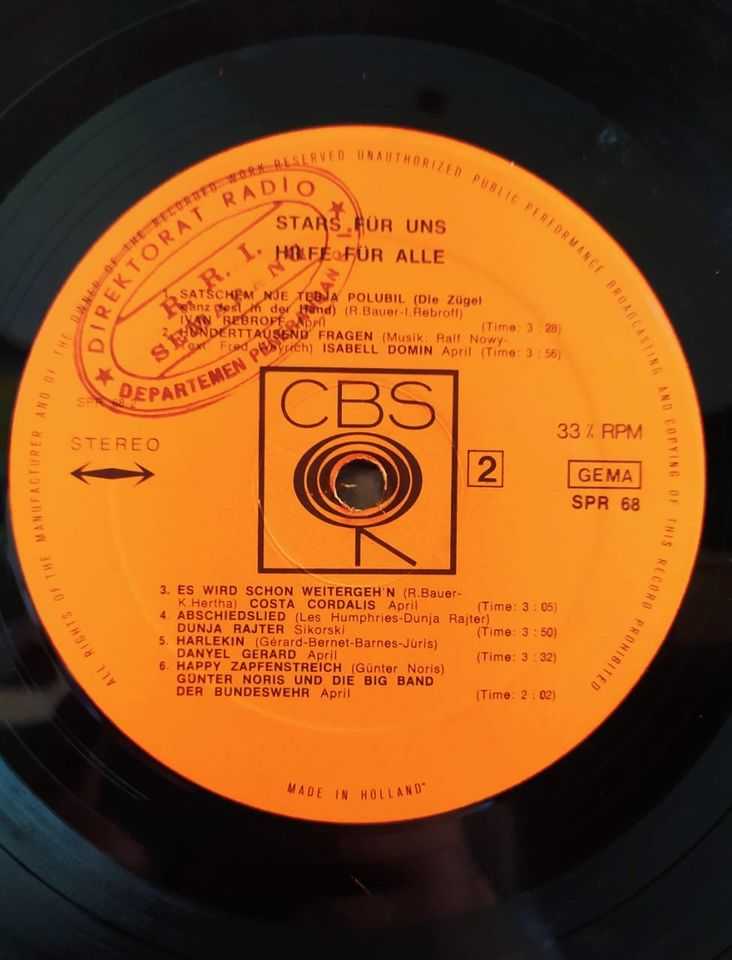 ALL RIGHTS OF THE MANUFACTURER AND OF THE OWNER OF THE RECORDED WORK RESERVED UNAUTHORIZED PUBLIC PERFORMANCE BROADCASTING AND COPYING OF THIS RECORD PROHIBITED
DIREKTORAT RADIO
R. R. I.
DEPARTEMEN PENERANGAN
STARS FÜR UNS
HILFE FÜR ALLE
1. SATSCHEM NJE TEBJA POLUBIL (Die Zügel
ganz fest in der Hand) (R.Bauer-I.Rebroff)
IVAN REBROFF April (Time: 3 : 28)
2. HUNDERTTAUSEND FRAGEN (Musik: Ralf Nowy-
Text Fred Weyrich) ISABELL DOMIN April (Time: 3 : 56)
SPR 68 2
STEREO
CBS
2
33⅓ RPM
GEMA
SPR 68
3. ES WIRD SCHON WEITERGEH'N (R.Bauer-
K.Hertha) COSTA CORDALIS April (Time: 3 : 05)
4. ABSCHIEDSLIED (Les Humphries-Dunja Rajter)
DUNJA RAJTER Sikorski (Time: 3 : 50)
5. HARLEKIN (Gérard-Bernet-Barnes-Jüris)
DANYEL GERARD April (Time: 3 : 32)
6. HAPPY ZAPFENSTREICH (Günter Noris)
GÜNTER NORIS UND DIE BIG BAND
DER BUNDESWEHR April (Time: 2 : 02)
MADE IN HOLLAND